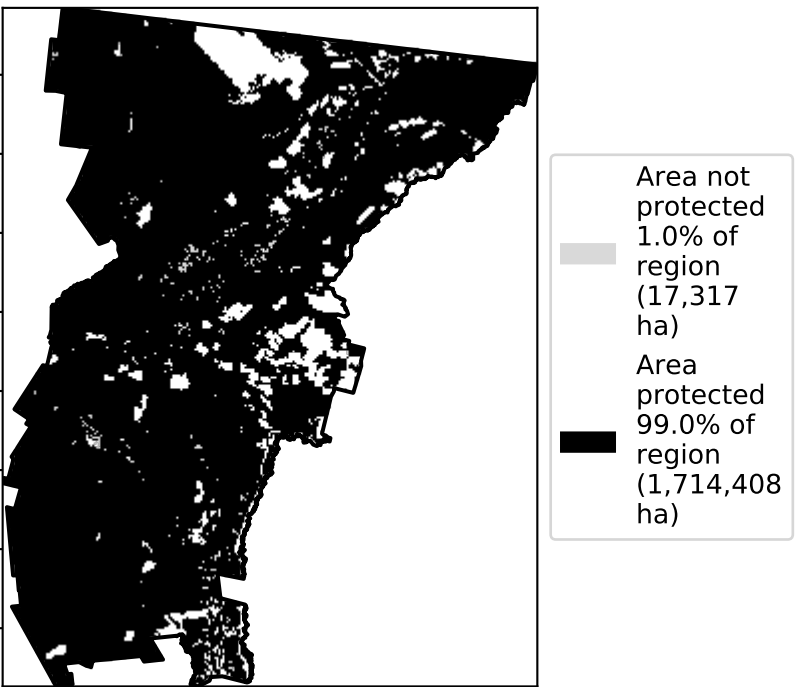 Area not
protected
1.0% of
region
(17,317
ha)
Area
protected
99.0% of
region
(1,714,408
ha)